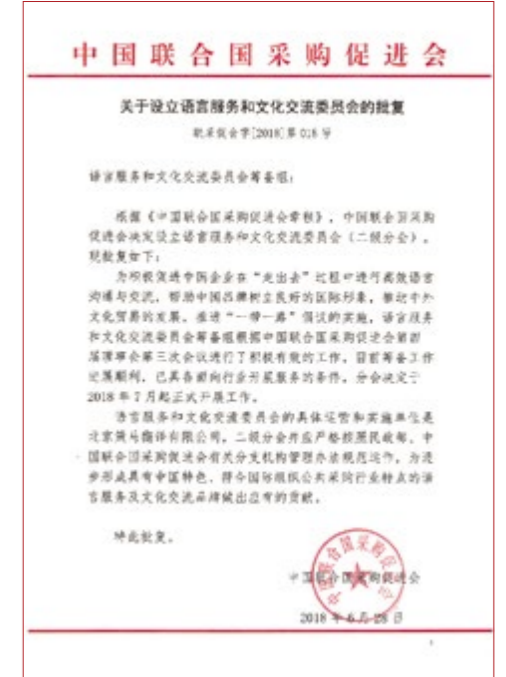 中国联合国采购促进会
关于设立语言服务和文化交流委员会的批复
联采促会字[2018]第018号
语言服务和文化交流委员会筹备组:
根据《中国联合国采购促进会章程》,中国联合国采购
促进会决定设立语言服务和文化交流委员会(二级分会)。
现批复如下:
为积极促进中国企业在“走出去”过程中进行高效语言
沟通与交流,帮助中国品牌树立良好的国际形象,推动中外
文化贸易的发展,推进“一带一路”倡议的实施,语言服务
和文化交流委员会筹备组根据中国联合国采购促进会第四
届理事会第三次会议进行了积极有效的工作。目前筹备工作
进展顺利,已具备面向行业开展服务的条件,分会决定于
2018年7月起正式开展工作。
语言服务和文化交流委员会的具体运营和实施单位是
北京 翻译有限公司。二级分会亦应严格按照民政部、中
国联合国采购促进会有关分支机构管理办法规范运作,为逐
步形成具有中国特色,符合国际组织公共采购行业特点的语
言服务及文化交流品牌做出应有的贡献。
特此批复。
中国联合国采购促进会
2018年6月28日